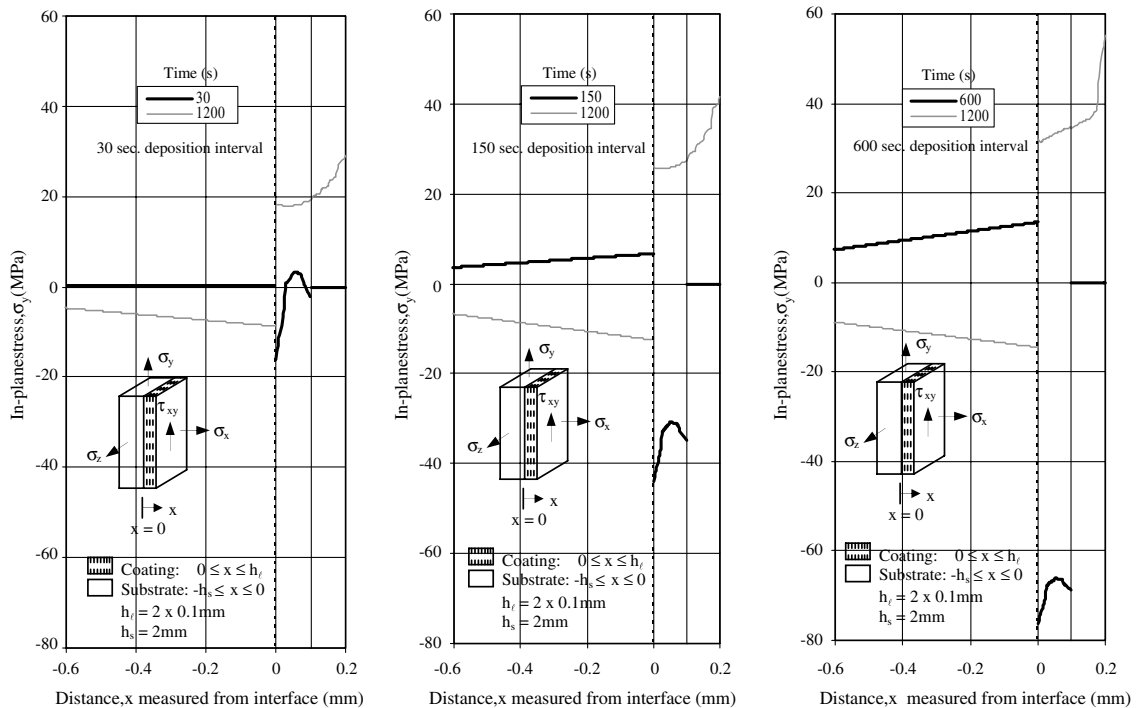 60
40
20
0
-20
-40
-60
-80
In-planestress,σy(MPa)
Time (s)
30
1200
30 sec. deposition interval
σy
τxy
σx
σz
x
x = 0
Coating: 0 ≤ x ≤ hℓ
Substrate: -hs ≤ x ≤ 0
hℓ = 2 x 0.1mm
hs = 2mm
-0.6 -0.4 -0.2 0 0.2
Distance,x measured from interface (mm)
60
40
20
0
-20
-40
-60
-80
In-planestress,σy(MPa)
Time (s)
150
1200
150 sec. deposition interval
σy
τxy
σx
σz
x
x = 0
Coating: 0 ≤ x ≤ hℓ
Substrate: -hs ≤ x ≤ 0
hℓ = 2 x 0.1mm
hs = 2mm
-0.6 -0.4 -0.2 0 0.2
Distance,x measured from interface (mm)
60
40
20
0
-20
-40
-60
-80
In-planestress,σy(MPa)
Time (s)
600
1200
600 sec. deposition interval
σy
τxy
σx
σz
x
x = 0
Coating: 0 ≤ x ≤ hℓ
Substrate: -hs ≤ x ≤ 0
hℓ = 2 x 0.1mm
hs = 2mm
-0.6 -0.4 -0.2 0 0.2
Distance,x measured from interface (mm)